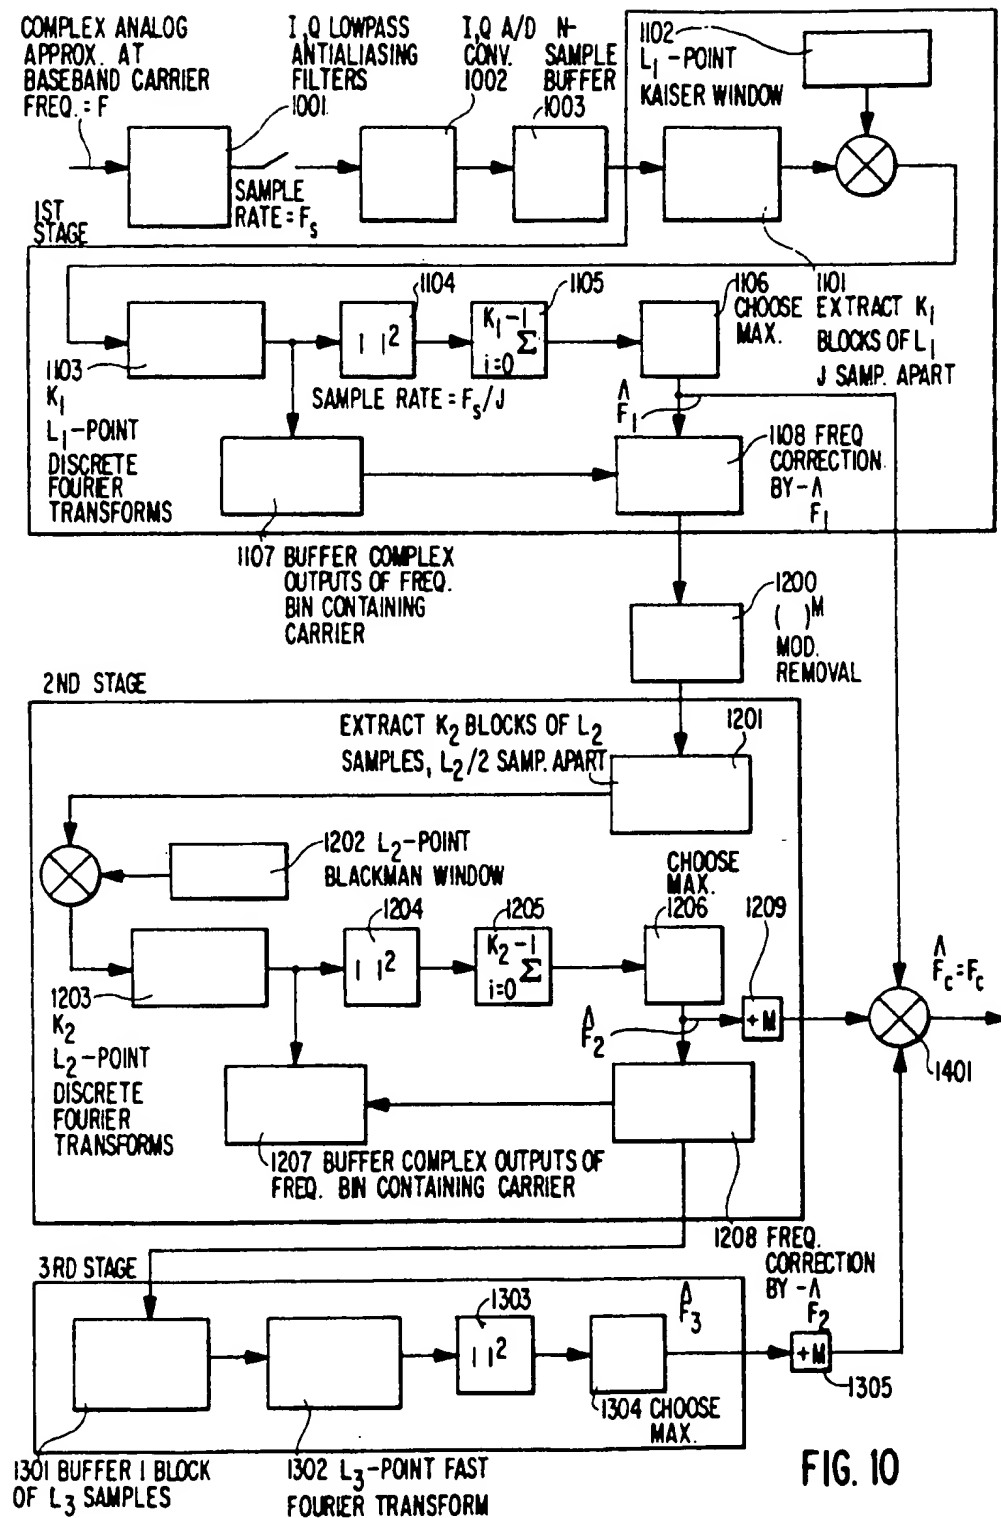 COMPLEX ANALOG
APPROX. AT
BASEBAND CARRIER
FREQ. = F
I,Q LOWPASS
ANTIALIASING
FILTERS
1001
I,Q A/D
CONV.
1002
N-
SAMPLE
BUFFER
1003
1102
L₁-POINT
KAISER WINDOW
SAMPLE
RATE = Fₛ
1ST
STAGE
1101
EXTRACT K₁
BLOCKS OF L₁
J SAMP. APART
1103
K₁
L₁-POINT
DISCRETE
FOURIER
TRANSFORMS
1104
| |²
SAMPLE RATE = Fₛ/J
1105
K₁-1
Σ
i=0
1106
CHOOSE
MAX.
F̂₁
1107 BUFFER COMPLEX
OUTPUTS OF FREQ.
BIN CONTAINING
CARRIER
1108 FREQ
CORRECTION
BY - F̂₁
1200
( )ᴹ
MOD.
REMOVAL
2ND STAGE
EXTRACT K₂ BLOCKS OF L₂
SAMPLES, L₂/2 SAMP. APART
1201
1202 L₂-POINT
BLACKMAN WINDOW
1203
K₂
L₂-POINT
DISCRETE
FOURIER
TRANSFORMS
1204
| |²
1205
K₂-1
Σ
i=0
CHOOSE
MAX.
1206
1209
+M
F̂₂
F̂c=Fc
1401
1207 BUFFER COMPLEX OUTPUTS OF
FREQ. BIN CONTAINING CARRIER
1208 FREQ.
CORRECTION
BY - F̂₂
3RD STAGE
1303
| |²
F̂₃
+M
1305
1304 CHOOSE
MAX.
1301 BUFFER 1 BLOCK
OF L₃ SAMPLES
1302 L₃-POINT FAST
FOURIER TRANSFORM
FIG. 10